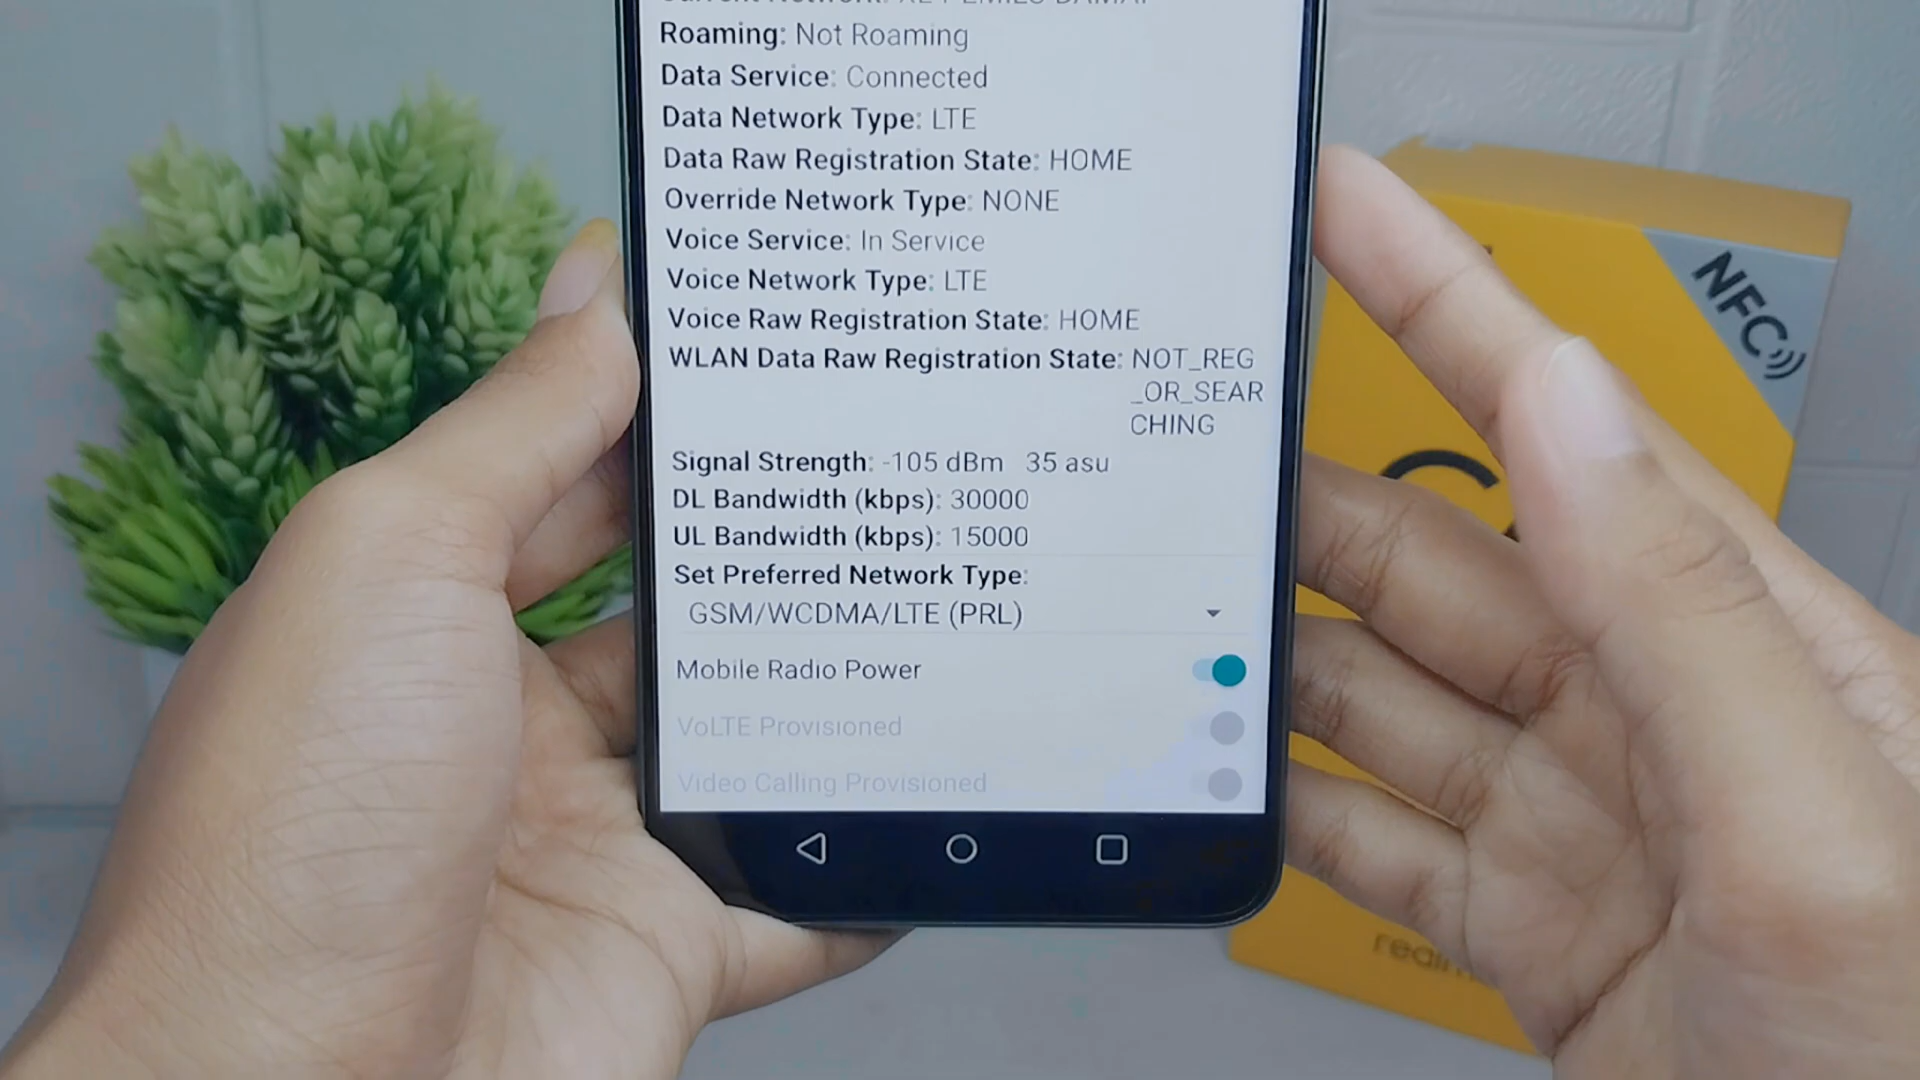 Roaming: Not Roaming
Data Service: Connected
Data Network Type: LTE
Data Raw Registration State: HOME
Override Network Type: NONE
Voice Service: In Service
Voice Network Type: LTE
Voice Raw Registration State: HOME
WLAN Data Raw Registration State: NOT_REG
_OR_SEAR
CHING
Signal Strength: -105 dBm 35 asu
DL Bandwidth (kbps): 30000
UL Bandwidth (kbps): 15000
Set Preferred Network Type:
GSM/WCDMA/LTE (PRL)
Mobile Radio Power
VoLTE Provisioned
Video Calling Provisioned
NFC